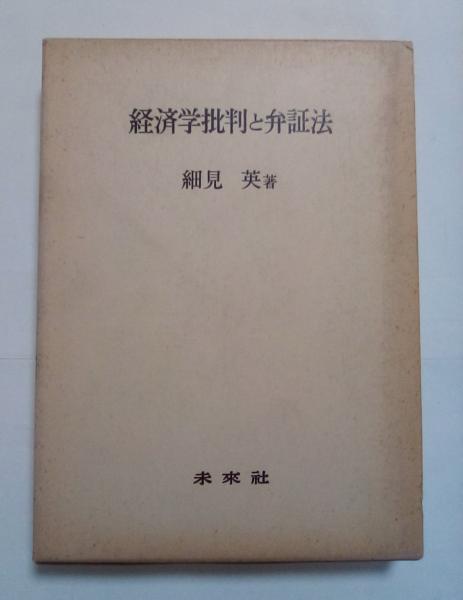 経済学批判と弁証法
細見 英著
未來社